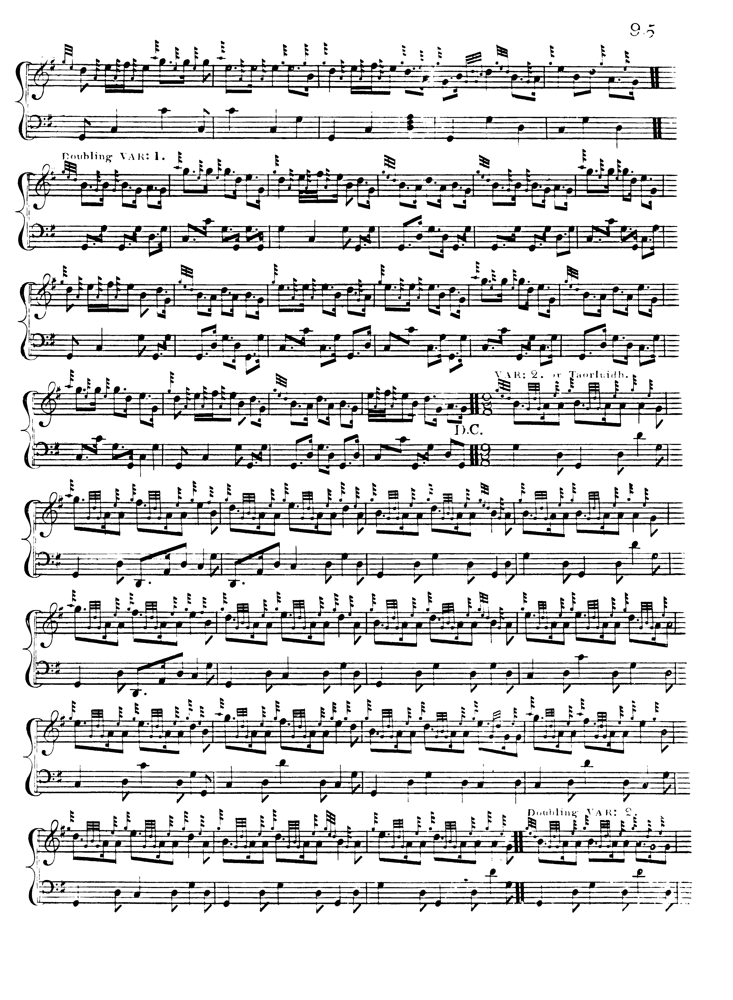 95
Doubling VAR: 1.
VAR: 2. or Taorluidh.
D.C.
Doubling VAR: 2.